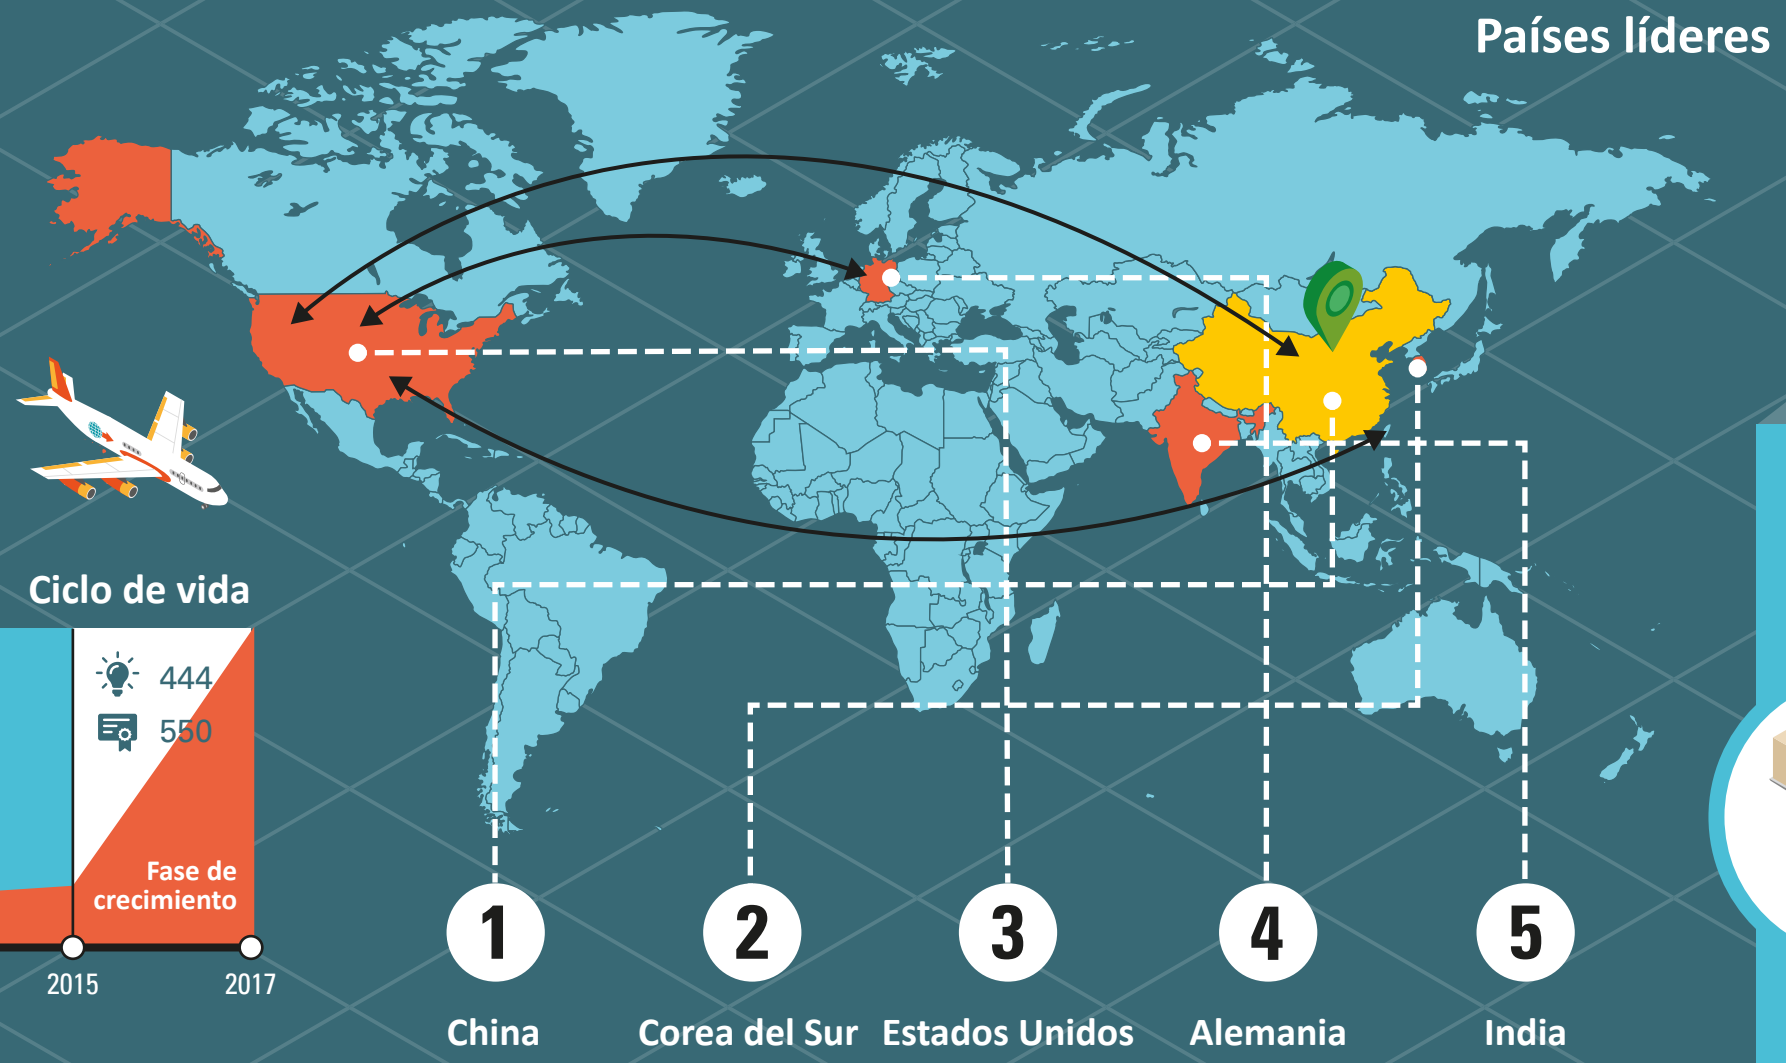 Países líderes
Ciclo de vida
444
550
Fase de
crecimiento
2015
2017
1
2
3
4
5
China
Corea del Sur
Estados Unidos
Alemania
India